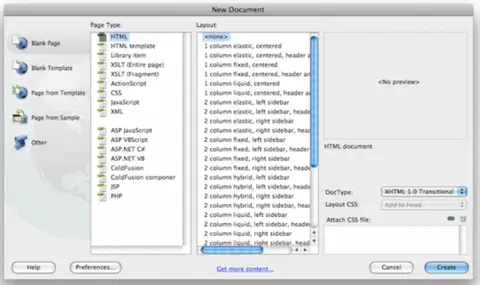 New Document
Blank Page
Blank Template
Page from Template
Page from Sample
Other
Page Type:
HTML
HTML template
Library item
XSLT (Entire page)
XSLT (Fragment)
ActionScript
CSS
JavaScript
XML
ASP JavaScript
ASP VBScript
ASP.NET C#
ASP.NET VB
ColdFusion
ColdFusion componer
JSP
PHP
Layout:
<none>
1 column elastic, centered
1 column elastic, centered, header a
1 column fixed, centered
1 column fixed, centered, header an
1 column liquid, centered
1 column liquid, centered, header an
2 column elastic, left sidebar
2 column elastic, left sidebar, heade
2 column elastic, right sidebar
2 column elastic, right sidebar, head
2 column fixed, left sidebar
2 column fixed, left sidebar, header
2 column fixed, right sidebar
2 column fixed, right sidebar, heade
2 column hybrid, left sidebar
2 column hybrid, left sidebar, heade
2 column hybrid, right sidebar
2 column hybrid, right sidebar, head
2 column liquid, left sidebar
2 column liquid, left sidebar, header
2 column liquid, right sidebar
2 column liquid, right sidebar, heade
<No preview>
HTML document
DocType:
XHTML 1.0 Transitional
Layout CSS:
Add to Head
Attach CSS file:
Help
Preferences...
Get more content...
Cancel
Create